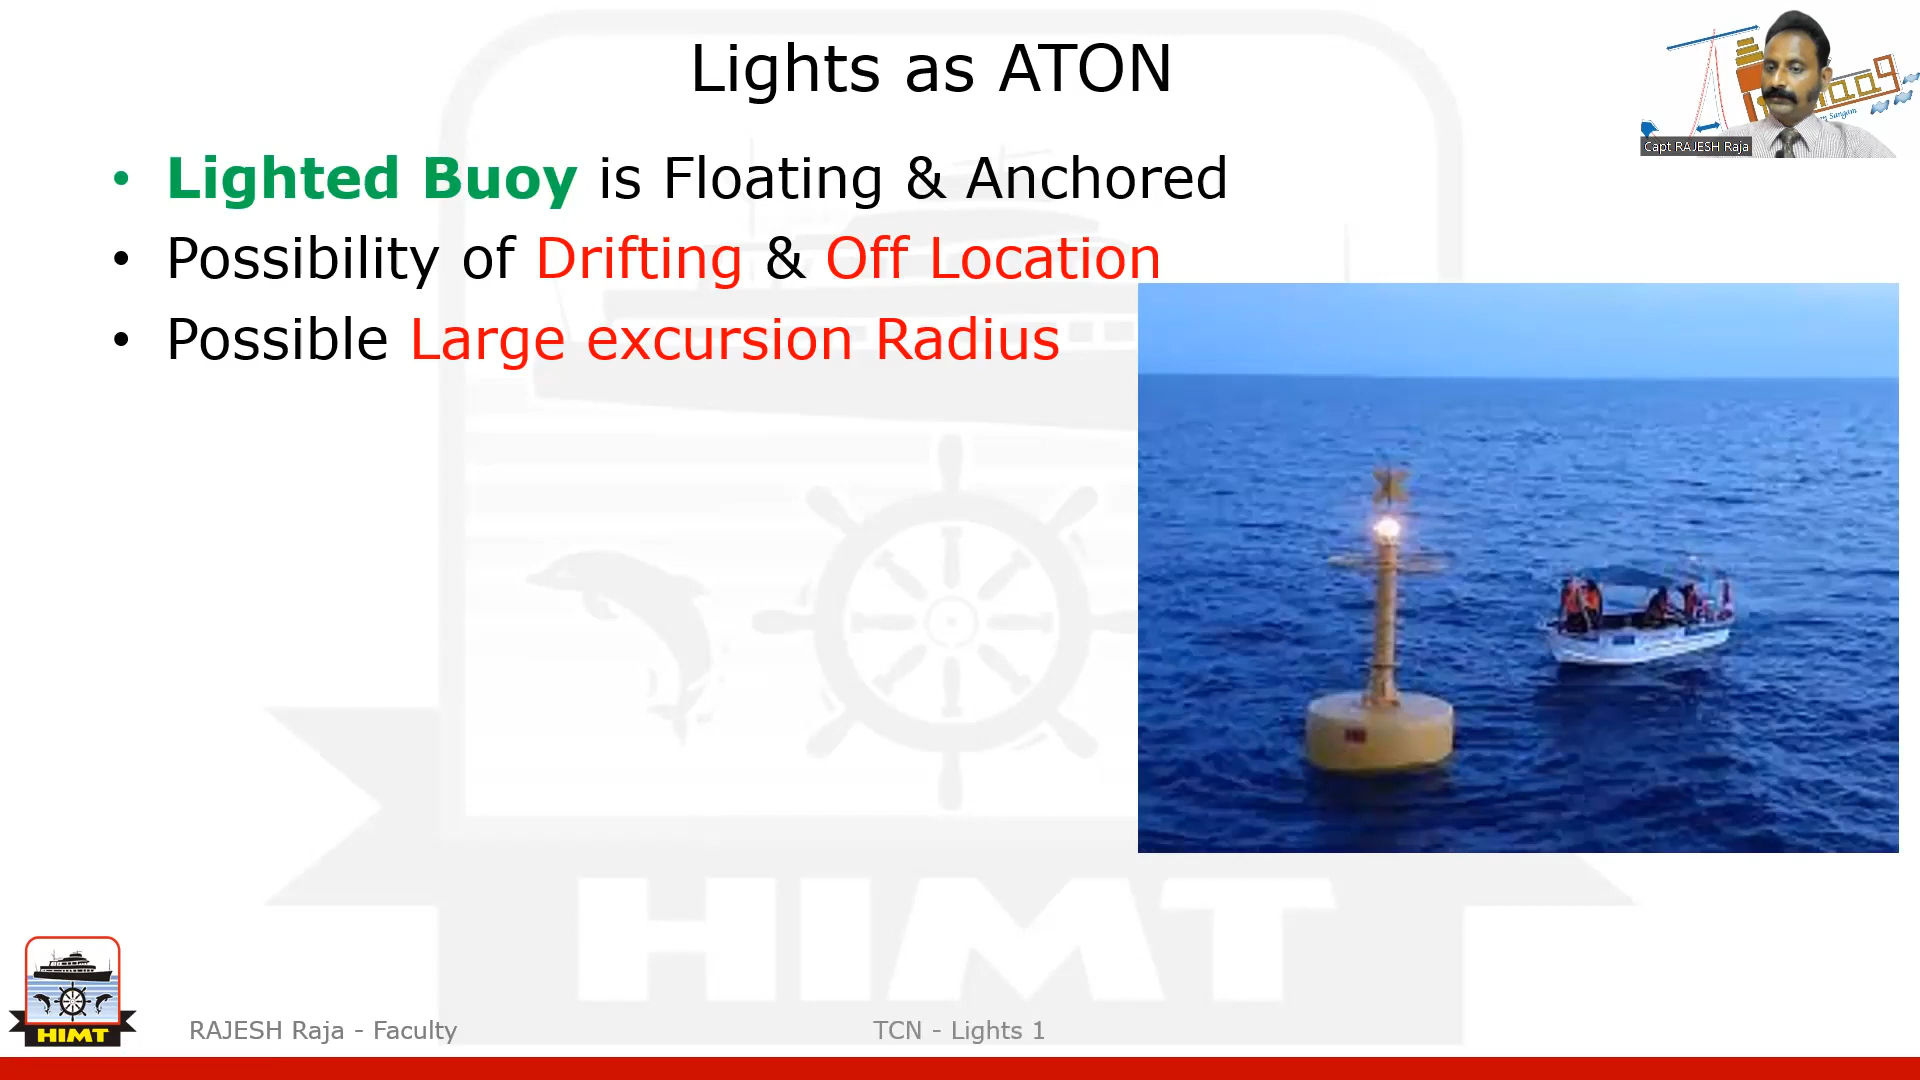 Lights as ATON
Capt RAJESH Raja
• Lighted Buoy is Floating & Anchored
• Possibility of Drifting & Off Location
• Possible Large excursion Radius
HIMT
HIMT
RAJESH Raja - Faculty
TCN - Lights 1